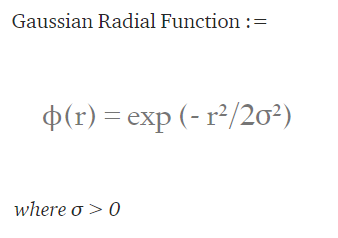 Gaussian Radial Function :=
ϕ(r) = exp (- r²/2σ²)
where σ > 0